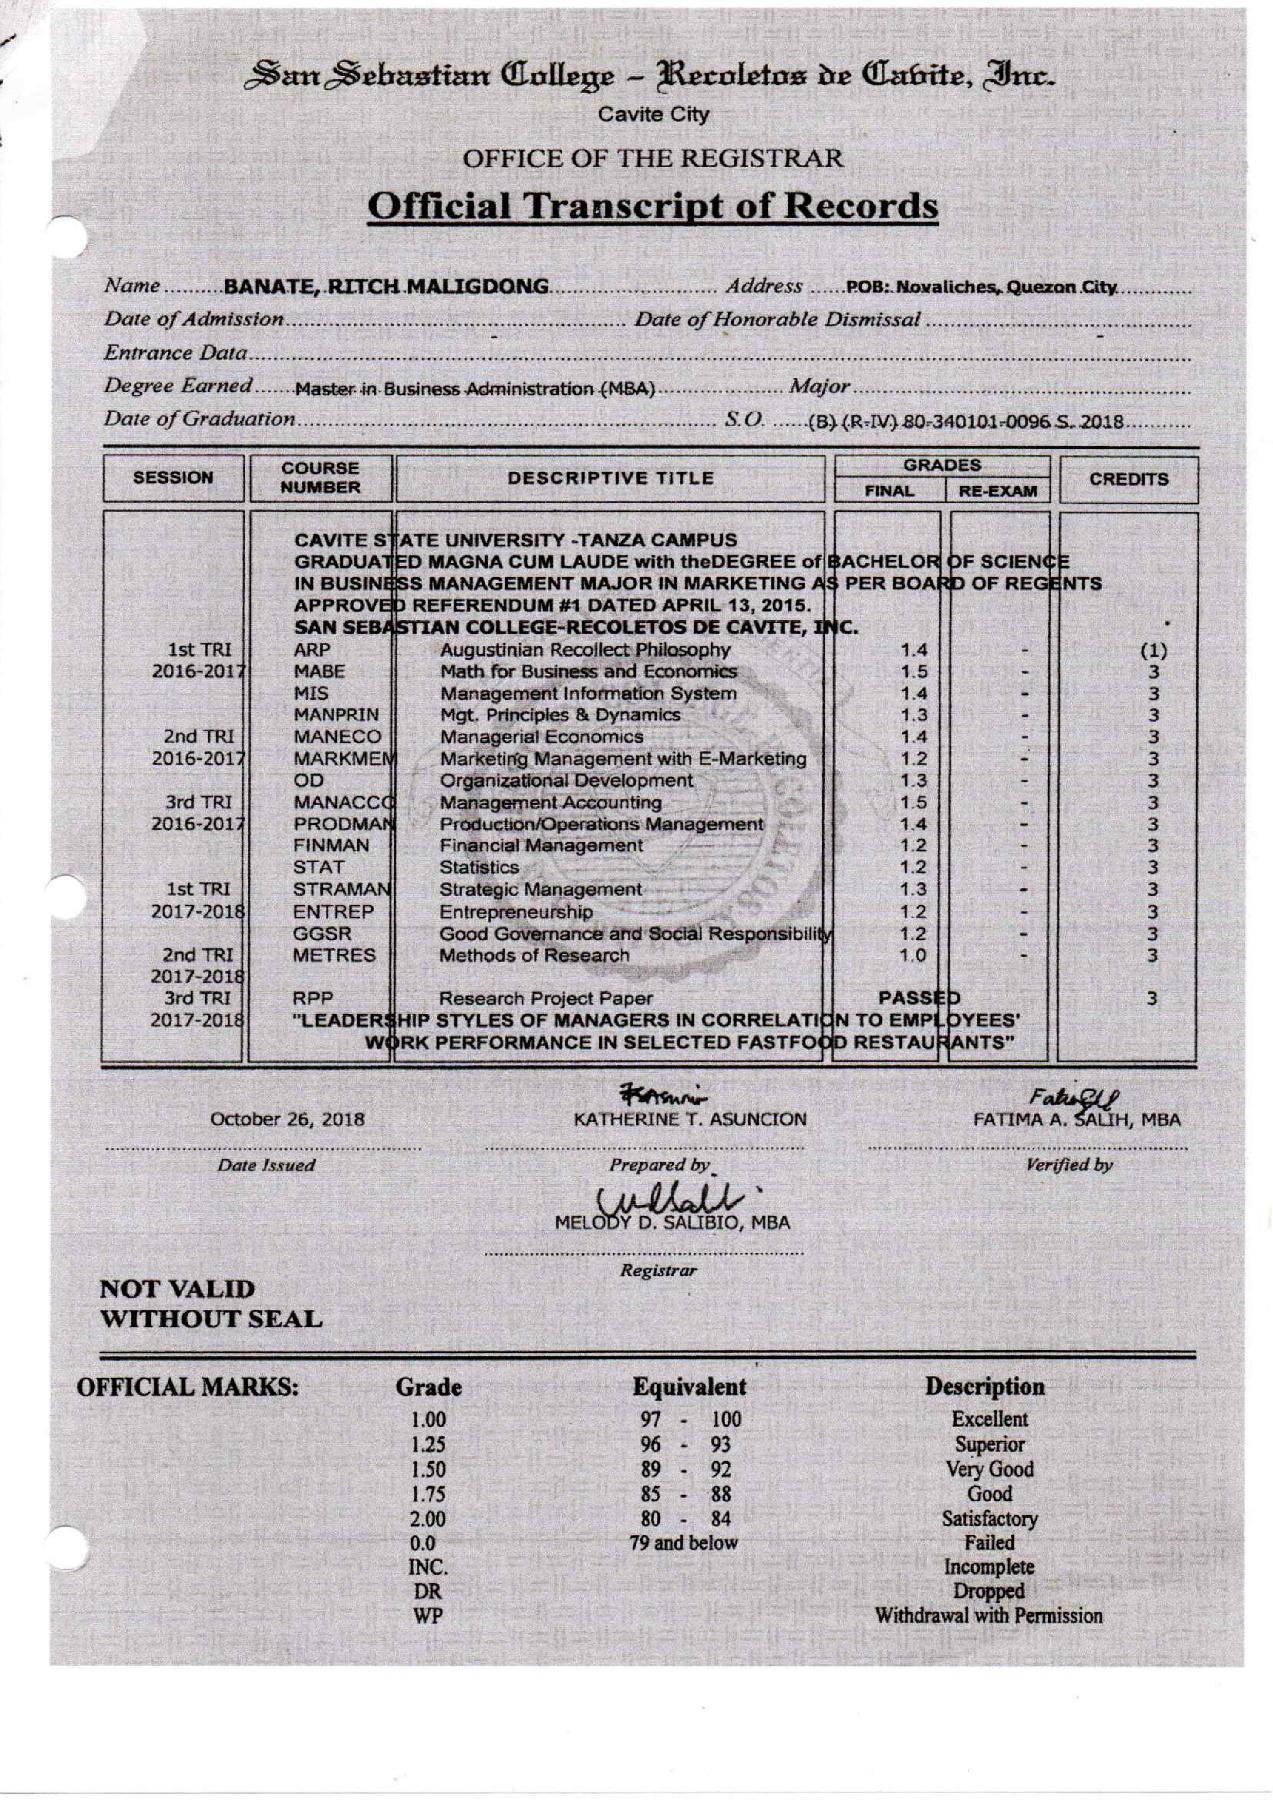 San Sebastian College – Recoletos de Cavite, Inc.
Cavite City
OFFICE OF THE REGISTRAR
Official Transcript of Records
Name BANATE, RITCH MALIGDONG Address POB: Novaliches, Quezon City
Date of Admission - Date of Honorable Dismissal -
Entrance Data
Degree Earned Master in Business Administration (MBA) Major
Date of Graduation S.O. (B) (R-IV) 80-340101-0096 S. 2018
SESSION COURSE NUMBER DESCRIPTIVE TITLE GRADES FINAL RE-EXAM CREDITS
CAVITE STATE UNIVERSITY -TANZA CAMPUS
GRADUATED MAGNA CUM LAUDE with theDEGREE of BACHELOR OF SCIENCE
IN BUSINESS MANAGEMENT MAJOR IN MARKETING AS PER BOARD OF REGENTS
APPROVED REFERENDUM #1 DATED APRIL 13, 2015.
SAN SEBASTIAN COLLEGE-RECOLETOS DE CAVITE, INC.
1st TRI ARP Augustinian Recollect Philosophy 1.4 - (1)
2016-2017 MABE Math for Business and Economics 1.5 - 3
MIS Management Information System 1.4 - 3
MANPRIN Mgt. Principles & Dynamics 1.3 - 3
2nd TRI MANECO Managerial Economics 1.4 - 3
2016-2017 MARKMEN Marketing Management with E-Marketing 1.2 - 3
OD Organizational Development 1.3 - 3
3rd TRI MANACCO Management Accounting 1.5 - 3
2016-2017 PRODMAN Production/Operations Management 1.4 - 3
FINMAN Financial Management 1.2 - 3
STAT Statistics 1.2 - 3
1st TRI STRAMAN Strategic Management 1.3 - 3
2017-2018 ENTREP Entrepreneurship 1.2 - 3
GGSR Good Governance and Social Responsibility 1.2 - 3
2nd TRI METRES Methods of Research 1.0 - 3
2017-2018
3rd TRI RPP Research Project Paper PASSED 3
2017-2018 "LEADERSHIP STYLES OF MANAGERS IN CORRELATION TO EMPLOYEES'
WORK PERFORMANCE IN SELECTED FASTFOOD RESTAURANTS"
October 26, 2018 KATHERINE T. ASUNCION FATIMA A. SALIH, MBA
Date Issued Prepared by Verified by
MELODY D. SALIBIO, MBA
Registrar
NOT VALID
WITHOUT SEAL
OFFICIAL MARKS: Grade Equivalent Description
1.00 97 - 100 Excellent
1.25 96 - 93 Superior
1.50 89 - 92 Very Good
1.75 85 - 88 Good
2.00 80 - 84 Satisfactory
0.0 79 and below Failed
INC. Incomplete
DR Dropped
WP Withdrawal with Permission